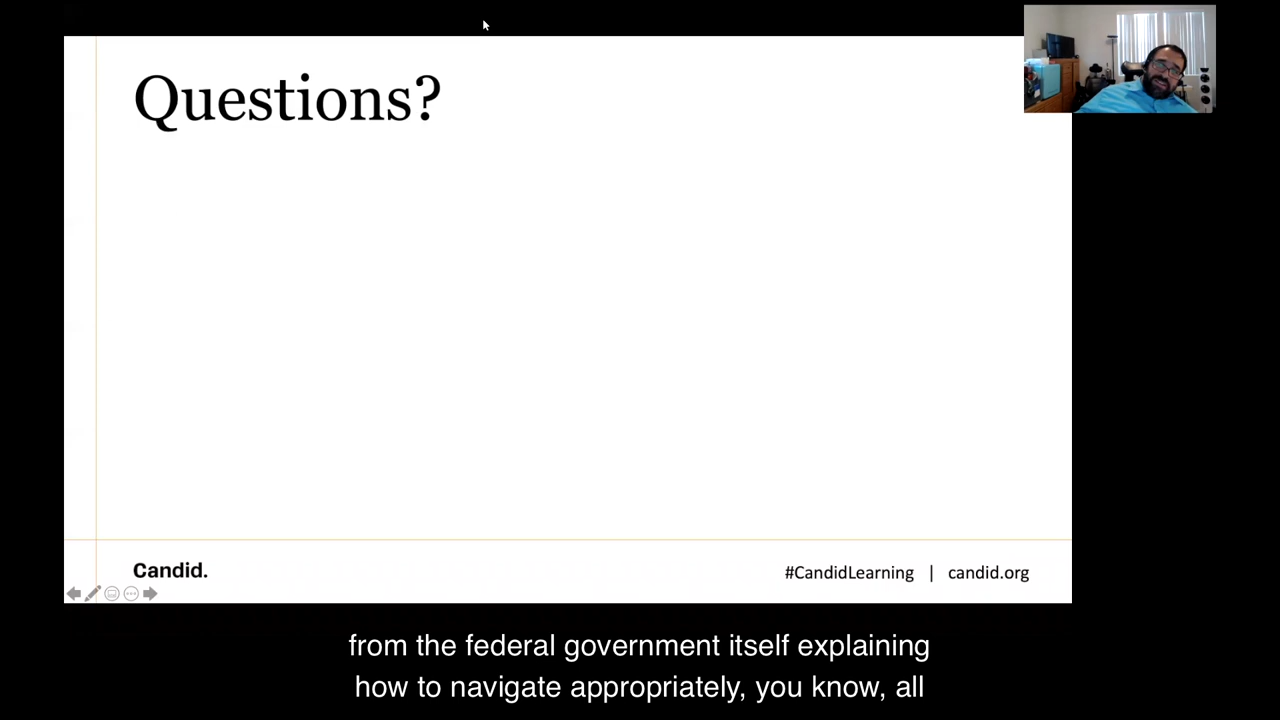 Questions?
Candid.
#CandidLearning | candid.org
from the federal government itself explaining
how to navigate appropriately, you know, all